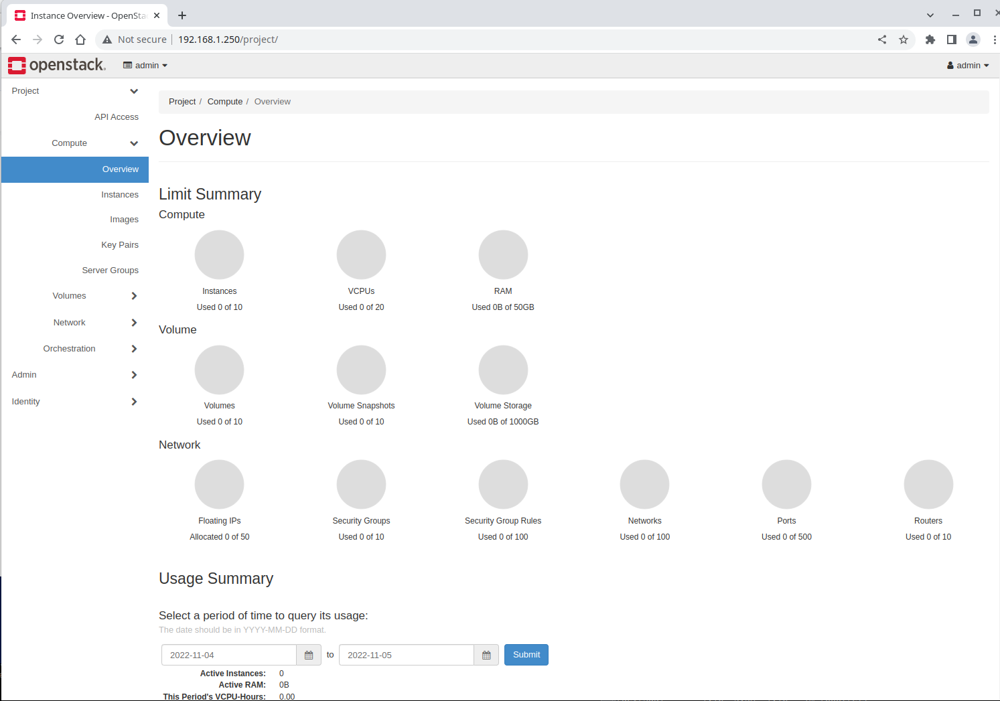 Instance Overview - OpenSta
Not secure 192.168.1.250/project/
openstack. admin admin
Project
API Access
Compute
Overview
Instances
Images
Key Pairs
Server Groups
Volumes
Network
Orchestration
Admin
Identity
Project / Compute / Overview
Overview
Limit Summary
Compute
Instances VCPUs RAM
Used 0 of 10 Used 0 of 20 Used 0B of 50GB
Volume
Volumes Volume Snapshots Volume Storage
Used 0 of 10 Used 0 of 10 Used 0B of 1000GB
Network
Floating IPs Security Groups Security Group Rules Networks Ports Routers
Allocated 0 of 50 Used 0 of 10 Used 0 of 100 Used 0 of 100 Used 0 of 500 Used 0 of 10
Usage Summary
Select a period of time to query its usage:
The date should be in YYYY-MM-DD format.
2022-11-04 to 2022-11-05 Submit
Active Instances: 0
Active RAM: 0B
This Period's VCPU-Hours: 0.00